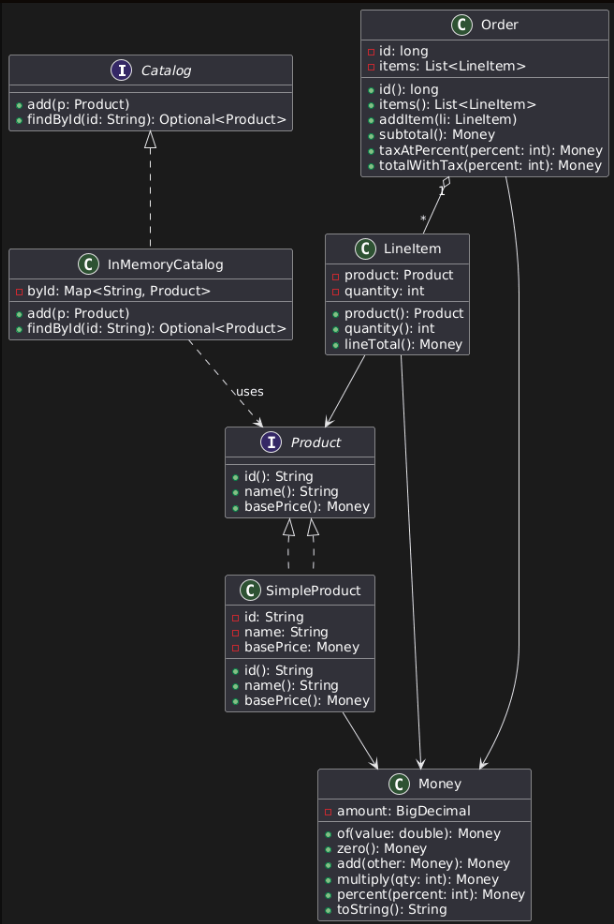 C Order
id: long
items: List<LineItem>
id(): long
items(): List<LineItem>
addItem(li: LineItem)
subtotal(): Money
taxAtPercent(percent: int): Money
totalWithTax(percent: int): Money
I Catalog
add(p: Product)
findById(id: String): Optional<Product>
1
*
C InMemoryCatalog
byId: Map<String, Product>
add(p: Product)
findById(id: String): Optional<Product>
C LineItem
product: Product
quantity: int
product(): Product
quantity(): int
lineTotal(): Money
uses
I Product
id(): String
name(): String
basePrice(): Money
C SimpleProduct
id: String
name: String
basePrice: Money
id(): String
name(): String
basePrice(): Money
C Money
amount: BigDecimal
of(value: double): Money
zero(): Money
add(other: Money): Money
multiply(qty: int): Money
percent(percent: int): Money
toString(): String